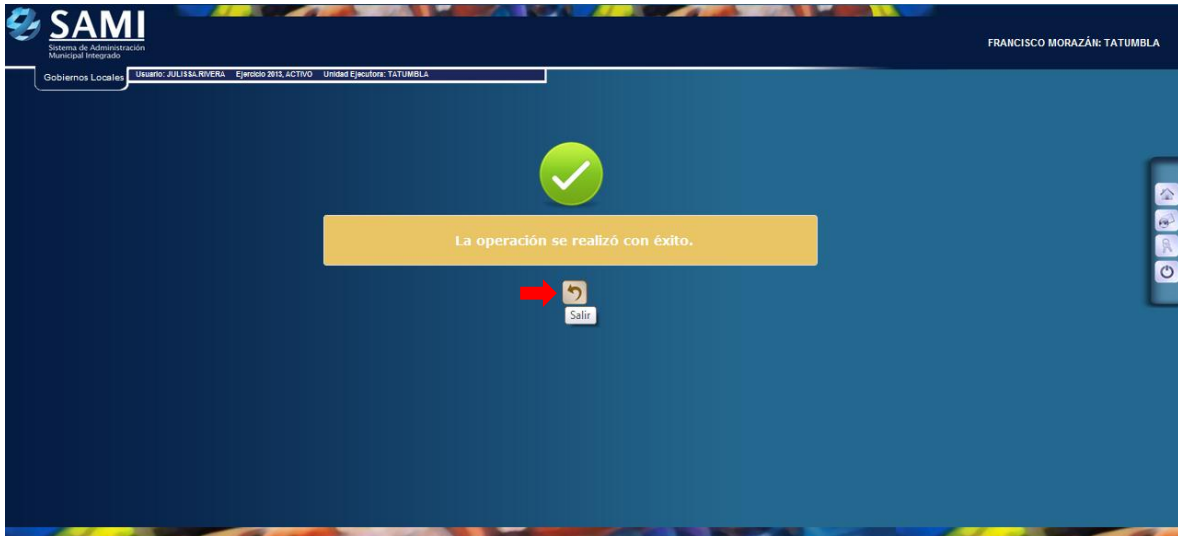 SAMI
Sistema de Administración
Municipal Integrado
FRANCISCO MORAZÁN: TATUMBLA
Gobiernos Locales
Usuario: JULISSA.RIVERA Ejercicio 2013, ACTIVO Unidad Ejecutora: TATUMBLA
La operación se realizó con éxito.
Salir